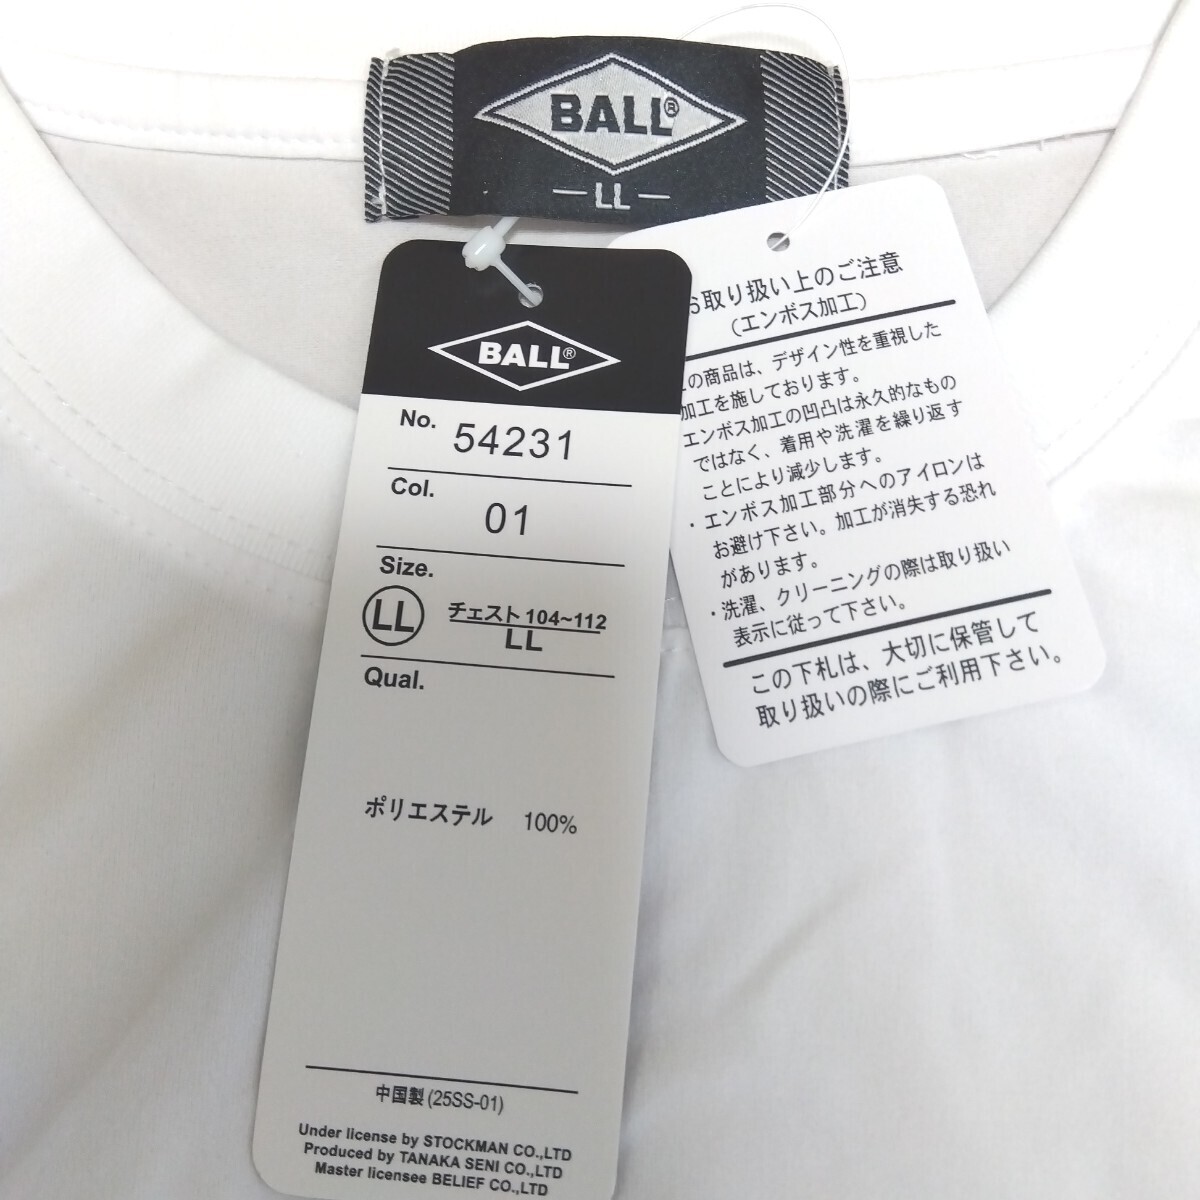 BALL®
LL
BALL®
No. 54231
Col.
01
Size.
LL チェスト 104~112
LL
Qual.
ポリエステル 100%
中国製 (25SS-01)
Under license by STOCKMAN CO.,LTD
Produced by TANAKA SENI CO.,LTD
Master licensee BELIEF CO.,LTD
取り扱い上のご注意
(エンボス加工)
の商品は、デザイン性を重視した
加工を施しております。
エンボス加工の凹凸は永久的なもの
ではなく、着用や洗濯を繰り返す
ことにより減少します。
・エンボス加工部分へのアイロンは
お避け下さい。加工が消失する恐れ
があります。
・洗濯、クリーニングの際は取り扱い
表示に従って下さい。
この下札は、大切に保管して
取り扱いの際にご利用下さい。